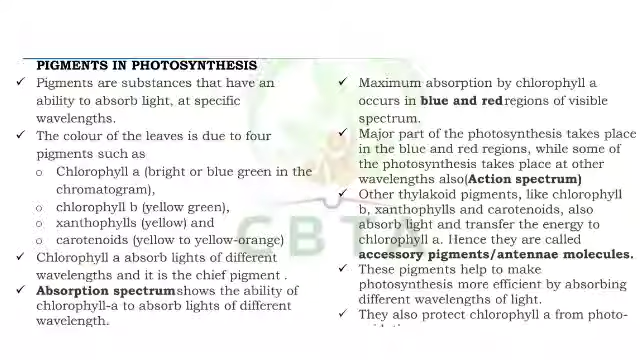 PIGMENTS IN PHOTOSYNTHESIS
✓ Pigments are substances that have an
ability to absorb light, at specific
wavelengths.
✓ The colour of the leaves is due to four
pigments such as
o Chlorophyll a (bright or blue green in the
chromatogram),
o chlorophyll b (yellow green),
o xanthophylls (yellow) and
o carotenoids (yellow to yellow-orange)
✓ Chlorophyll a absorb lights of different
wavelengths and it is the chief pigment .
✓ Absorption spectrum shows the ability of
chlorophyll-a to absorb lights of different
wavelength.
✓ Maximum absorption by chlorophyll a
occurs in blue and red regions of visible
spectrum.
✓ Major part of the photosynthesis takes place
in the blue and red regions, while some of
the photosynthesis takes place at other
wavelengths also(Action spectrum)
✓ Other thylakoid pigments, like chlorophyll
b, xanthophylls and carotenoids, also
absorb light and transfer the energy to
chlorophyll a. Hence they are called
accessory pigments/antennae molecules.
✓ These pigments help to make
photosynthesis more efficient by absorbing
different wavelengths of light.
✓ They also protect chlorophyll a from photo-
CBTA